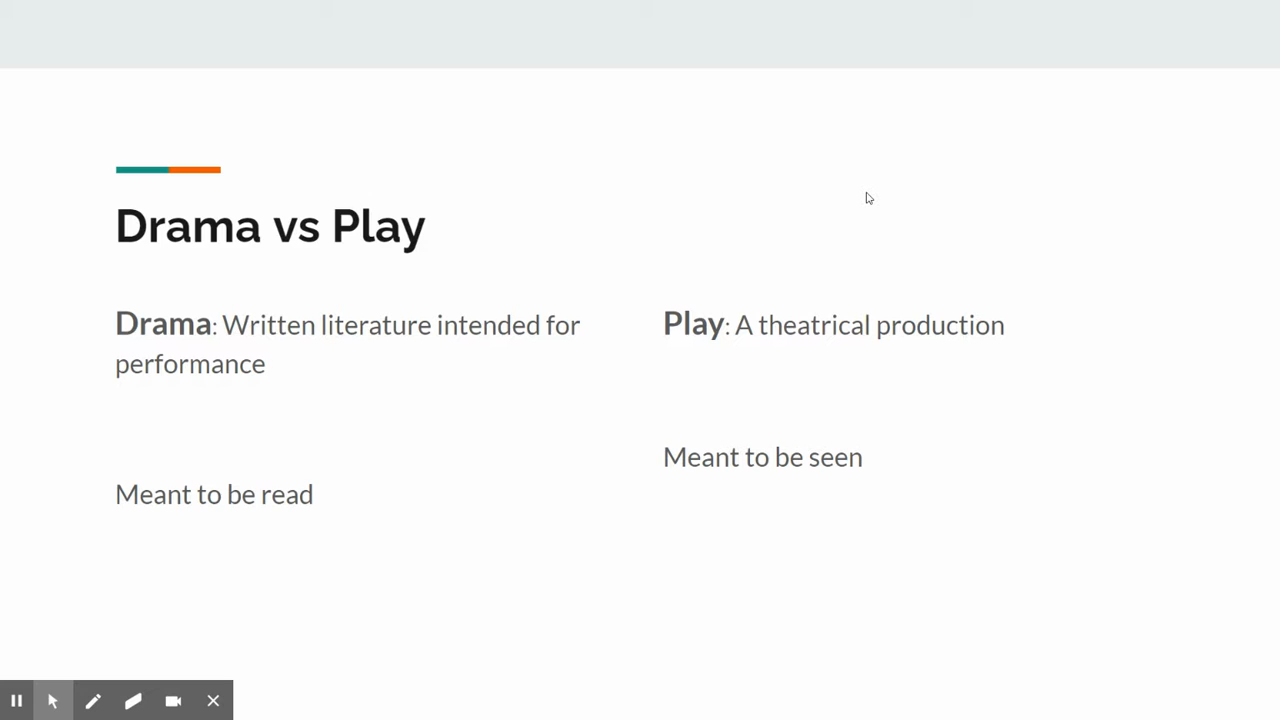 Drama vs Play
Drama: Written literature intended for
performance
Meant to be read
Play: A theatrical production
Meant to be seen